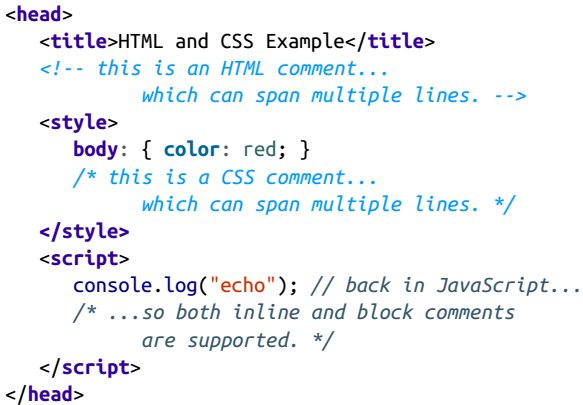 <head>
   <title>HTML and CSS Example</title>
   <!-- this is an HTML comment...
             which can span multiple lines. -->
   <style>
      body: { color: red; }
      /* this is a CSS comment...
             which can span multiple lines. */
   </style>
   <script>
      console.log("echo"); // back in JavaScript...
      /* ...so both inline and block comments
             are supported. */
   </script>
</head>